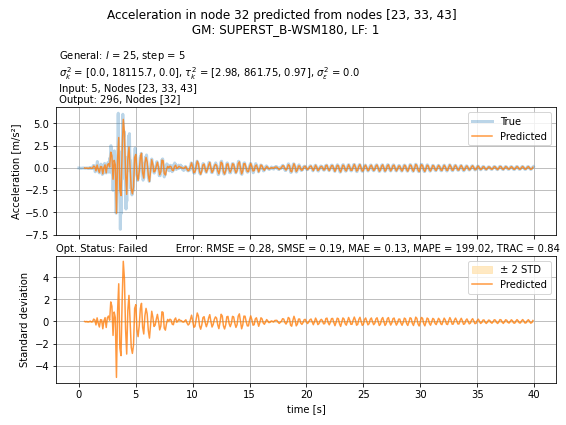 Acceleration in node 32 predicted from nodes [23, 33, 43]
GM: SUPERST_B-WSM180, LF: 1
General: l = 25, step = 5
σ²ₖ = [0.0, 18115.7, 0.0], τ²ₖ = [2.98, 861.75, 0.97], σ²ε = 0.0
Input: 5, Nodes [23, 33, 43]
Output: 296, Nodes [32]
True
Predicted
Acceleration [m/s²]
5.0
2.5
0.0
−2.5
−5.0
−7.5
Opt. Status: Failed Error: RMSE = 0.28, SMSE = 0.19, MAE = 0.13, MAPE = 199.02, TRAC = 0.84
± 2 STD
Predicted
Standard deviation
4
2
0
−2
−4
0 5 10 15 20 25 30 35 40
time [s]